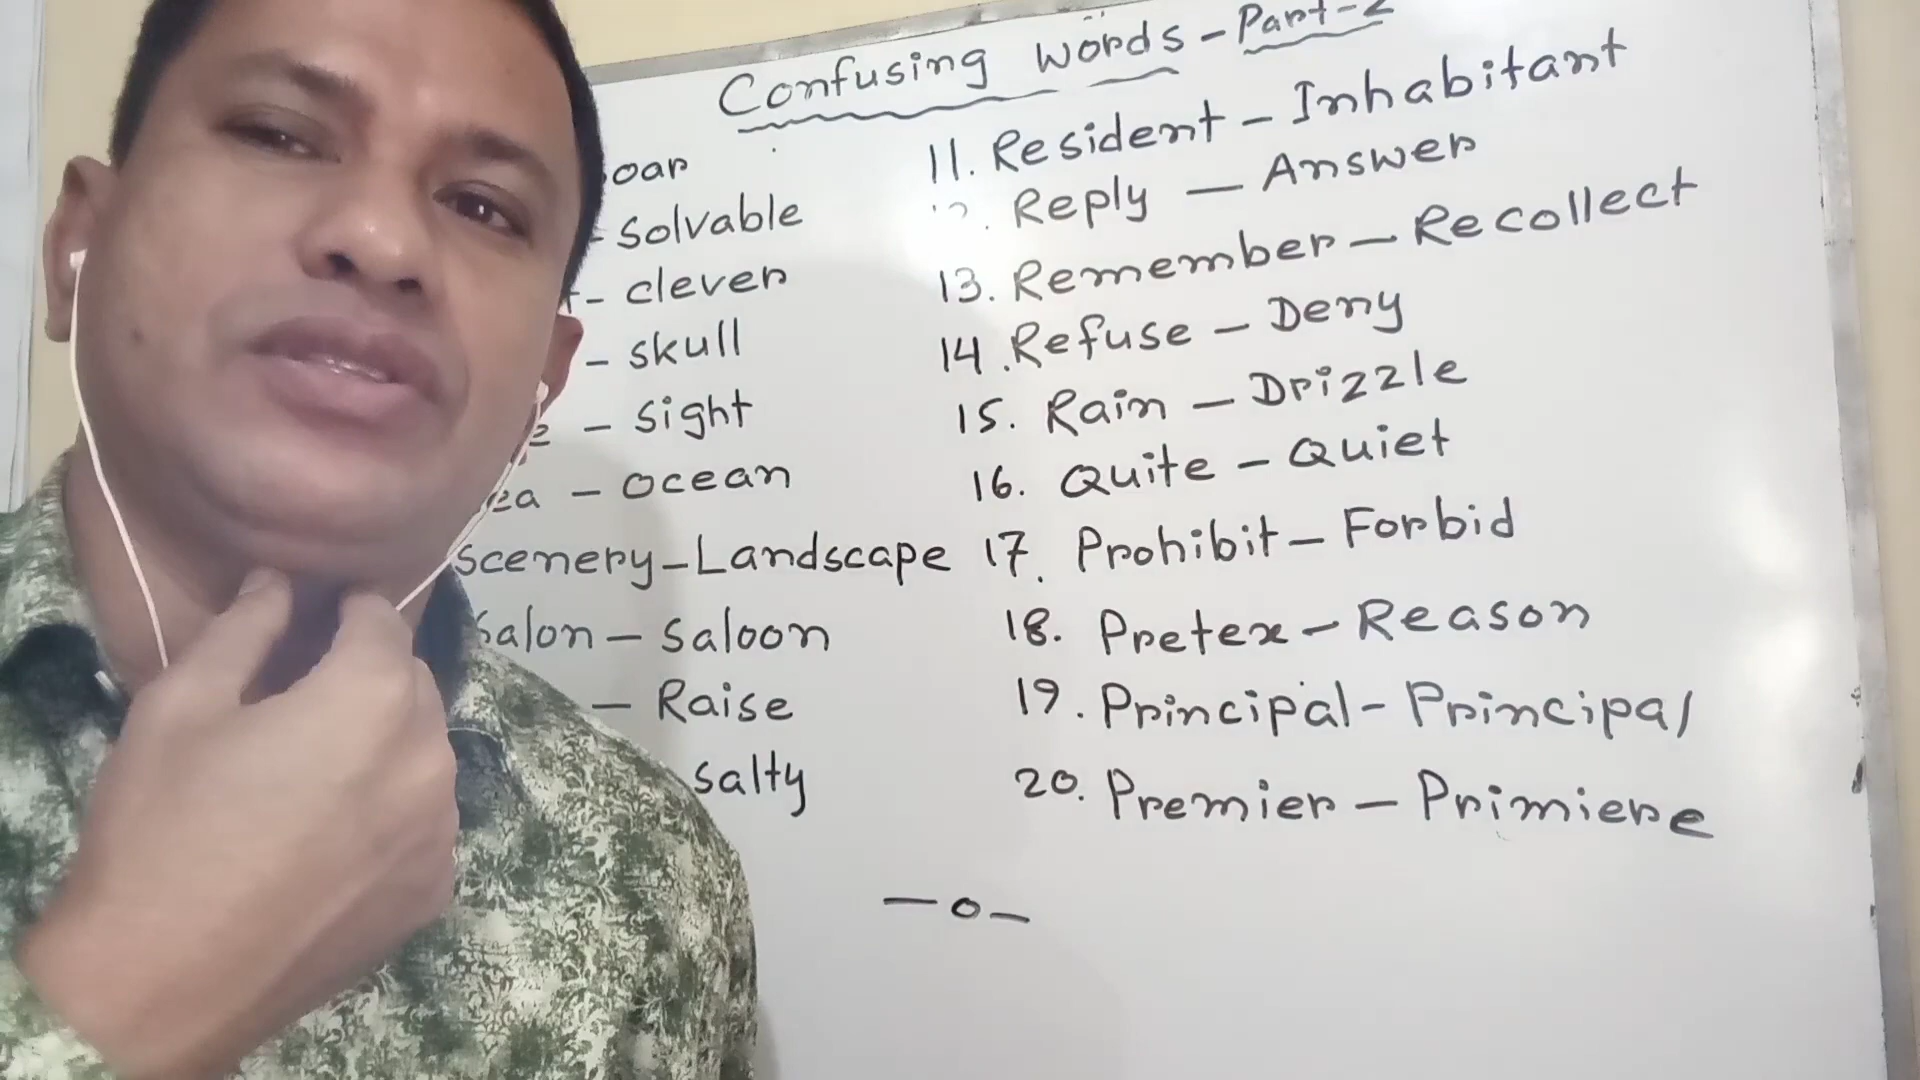 Confusing Words - Part-2
oar
- Solvable
- clever
- skull
- Sight
ea - ocean
Scenery - Landscape
Salon - Saloon
- Raise
salty
11. Resident - Inhabitant
Reply - Answer
13. Remember - Recollect
14. Refuse - Deny
15. Rain - Drizzle
16. Quite - Quiet
17. Prohibit - Forbid
18. Pretex - Reason
19. Principal - Principal
20. Premier - Primiere
-o-